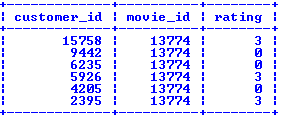 +-------------+----------+--------+
| customer_id | movie_id | rating |
+-------------+----------+--------+
| 15758 | 13774 | 3 |
| 9442 | 13774 | 0 |
| 6235 | 13774 | 0 |
| 5926 | 13774 | 3 |
| 4205 | 13774 | 0 |
| 2395 | 13774 | 3 |
+-------------+----------+--------+